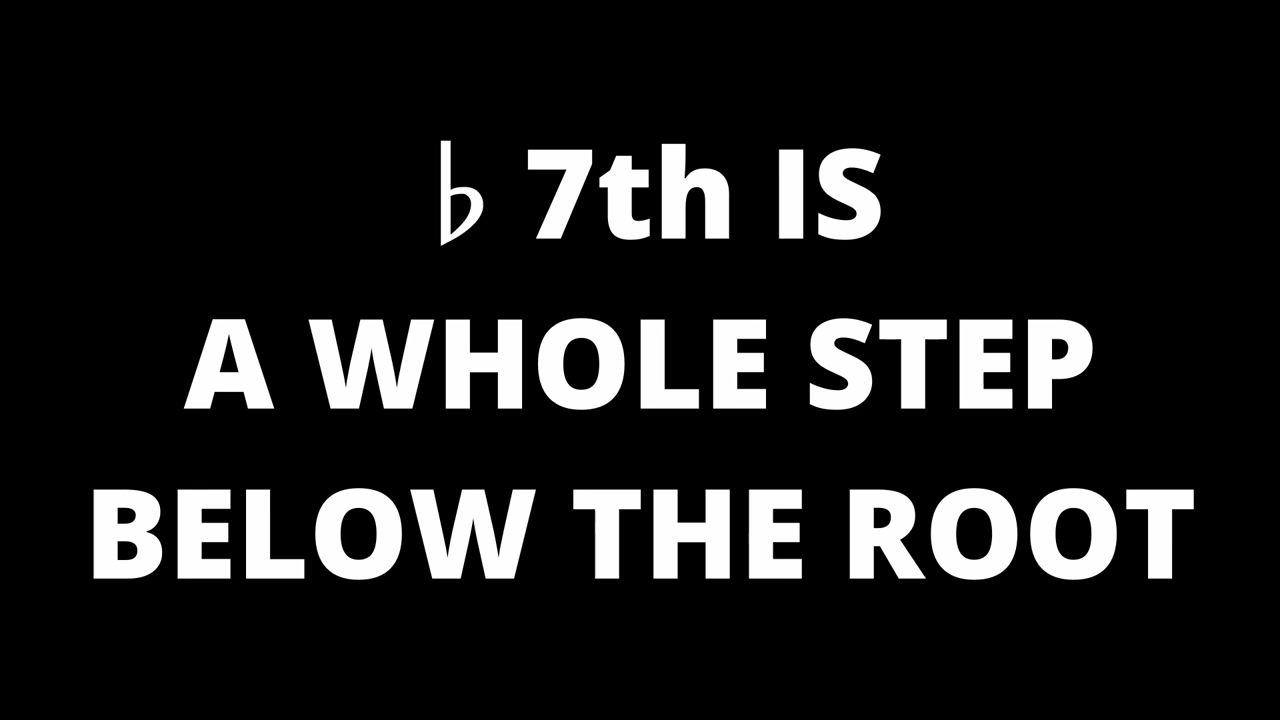 ♭ 7th IS
A WHOLE STEP
BELOW THE ROOT